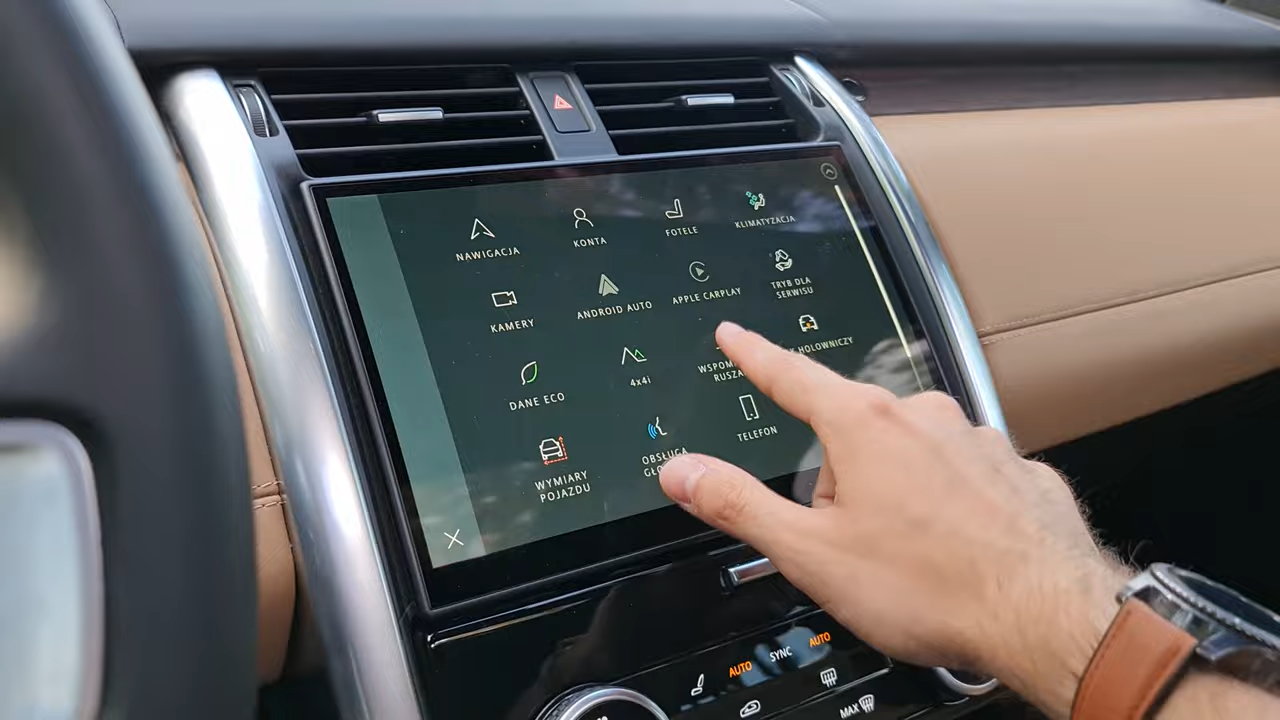 NAWIGACJA
KONTA
FOTELE
KLIMATYZACJA
KAMERY
ANDROID AUTO
APPLE CARPLAY
TRYB DLA
SERWISU
DANE ECO
4x4i
HOLOWNICZY
WYMIARY
POJAZDU
OBSŁUGA
TELEFON
AUTO
SYNC
AUTO
MAX